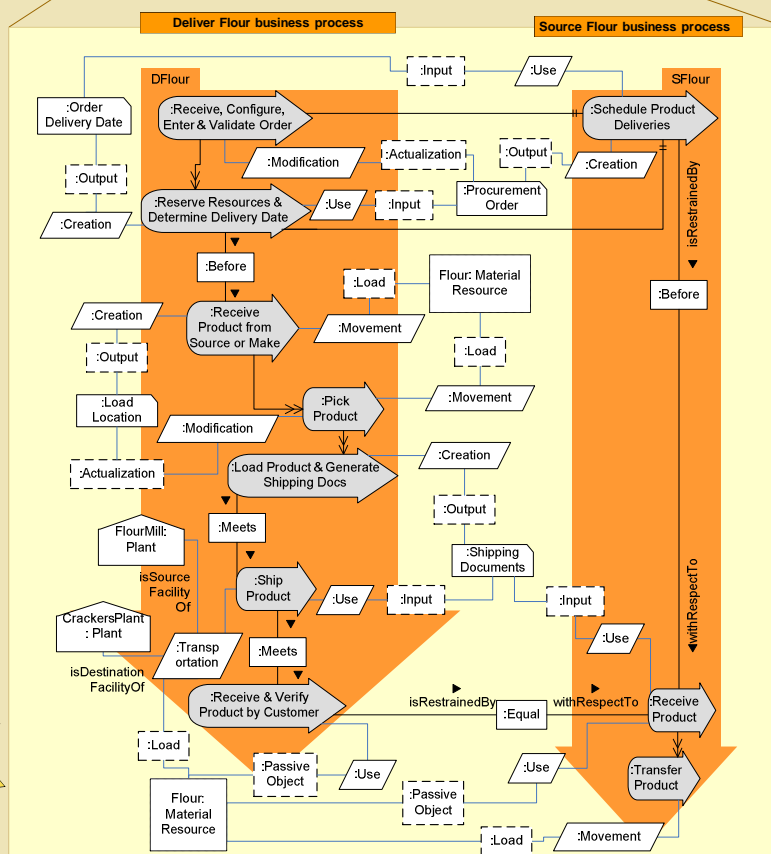 Deliver Flour business process
Source Flour business process
DFlour
SFlour
:Input
:Use
:Order
Delivery Date
:Receive, Configure,
Enter & Validate Order
:Schedule Product
Deliveries
:Modification
:Actualization
:Output
:Creation
:Output
:Procurement
Order
:Creation
:Reserve Resources &
Determine Delivery Date
:Use
:Input
isRestrainedBy
:Before
:Before
Flour: Material
Resource
:Load
:Creation
:Receive
Product from
Source or Make
:Movement
:Output
:Load
:Load
Location
:Pick
Product
:Movement
:Modification
:Actualization
:Load Product & Generate
Shipping Docs
:Creation
:Output
:Meets
FlourMill:
Plant
:Shipping
Documents
isSource
Facility
Of
:Ship
Product
:Use
:Input
:Input
withRespectTo
CrackersPlant
: Plant
:Transp
ortation
:Meets
:Use
isDestination
FacilityOf
:Receive & Verify
Product by Customer
isRestrainedBy
:Equal
withRespectTo
:Receive
Product
:Load
:Passive
Object
:Use
:Use
:Transfer
Product
Flour:
Material
Resource
:Passive
Object
:Load
:Movement